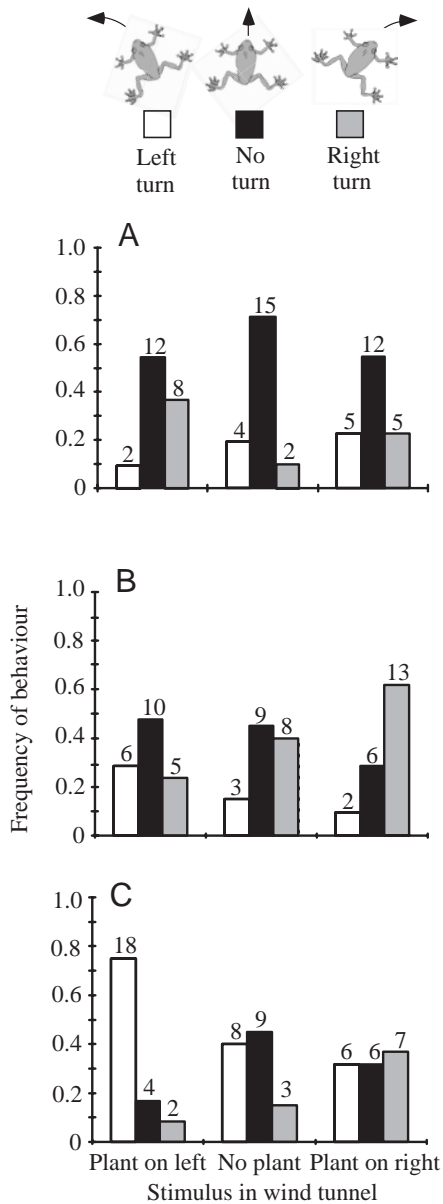 Left turn
No turn
Right turn
A
1.0
0.8
0.6
0.4
0.2
0
2 12 8
4 15 2
5 12 5
B
1.0
0.8
0.6
0.4
0.2
0
6 10 5
3 9 8
2 6 13
Frequency of behaviour
C
1.0
0.8
0.6
0.4
0.2
0
18 4 2
8 9 3
6 6 7
Plant on left No plant Plant on right
Stimulus in wind tunnel